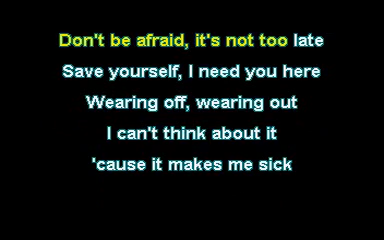 Don't be afraid, it's not too late
Save yourself, I need you here
Wearing off, wearing out
I can't think about it
'cause it makes me sick